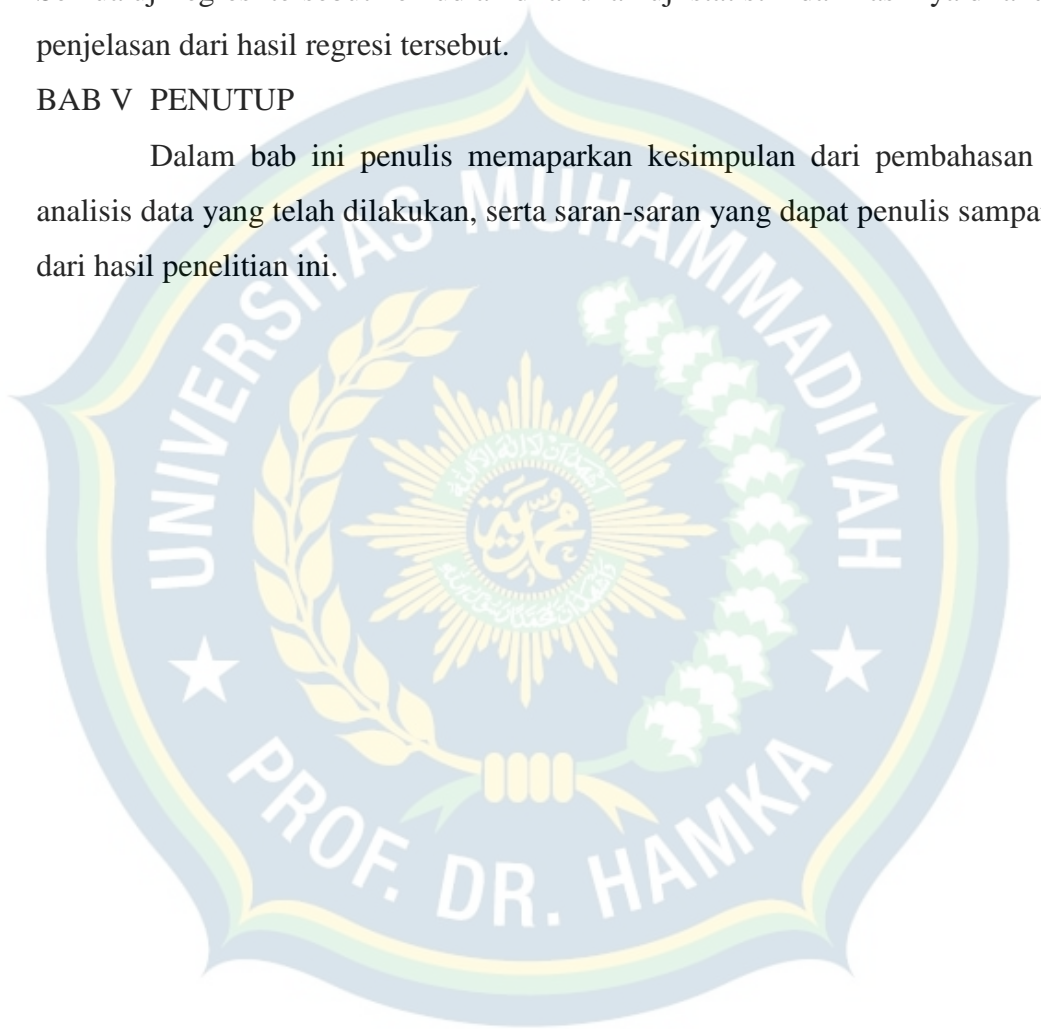 penjelasan dari hasil regresi tersebut.
BAB V PENUTUP
Dalam bab ini penulis memaparkan kesimpulan dari pembahasan
analisis data yang telah dilakukan, serta saran-saran yang dapat penulis
dari hasil penelitian ini.
UNIVERSITAS MUHAMMADIYAH
PROF. DR. HAMKA